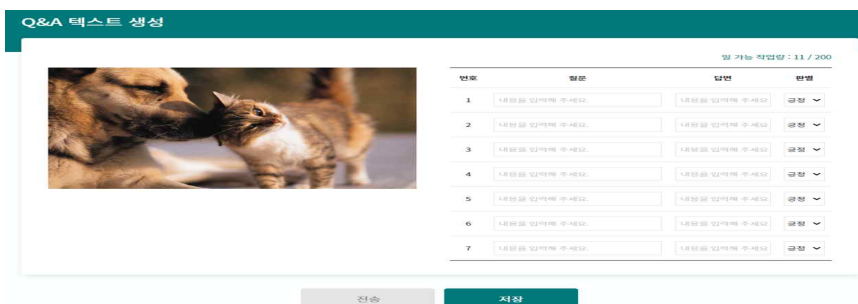 Q&A 텍스트 생성
일 가능 작업량 : 11 / 200
번호 질문 답변 판별
1 내용을 입력해 주세요. 내용을 입력해 주세요 긍정
2 내용을 입력해 주세요. 내용을 입력해 주세요 긍정
3 내용을 입력해 주세요. 내용을 입력해 주세요 긍정
4 내용을 입력해 주세요. 내용을 입력해 주세요 긍정
5 내용을 입력해 주세요. 내용을 입력해 주세요 긍정
6 내용을 입력해 주세요. 내용을 입력해 주세요 긍정
7 내용을 입력해 주세요. 내용을 입력해 주세요 긍정
전송 저장